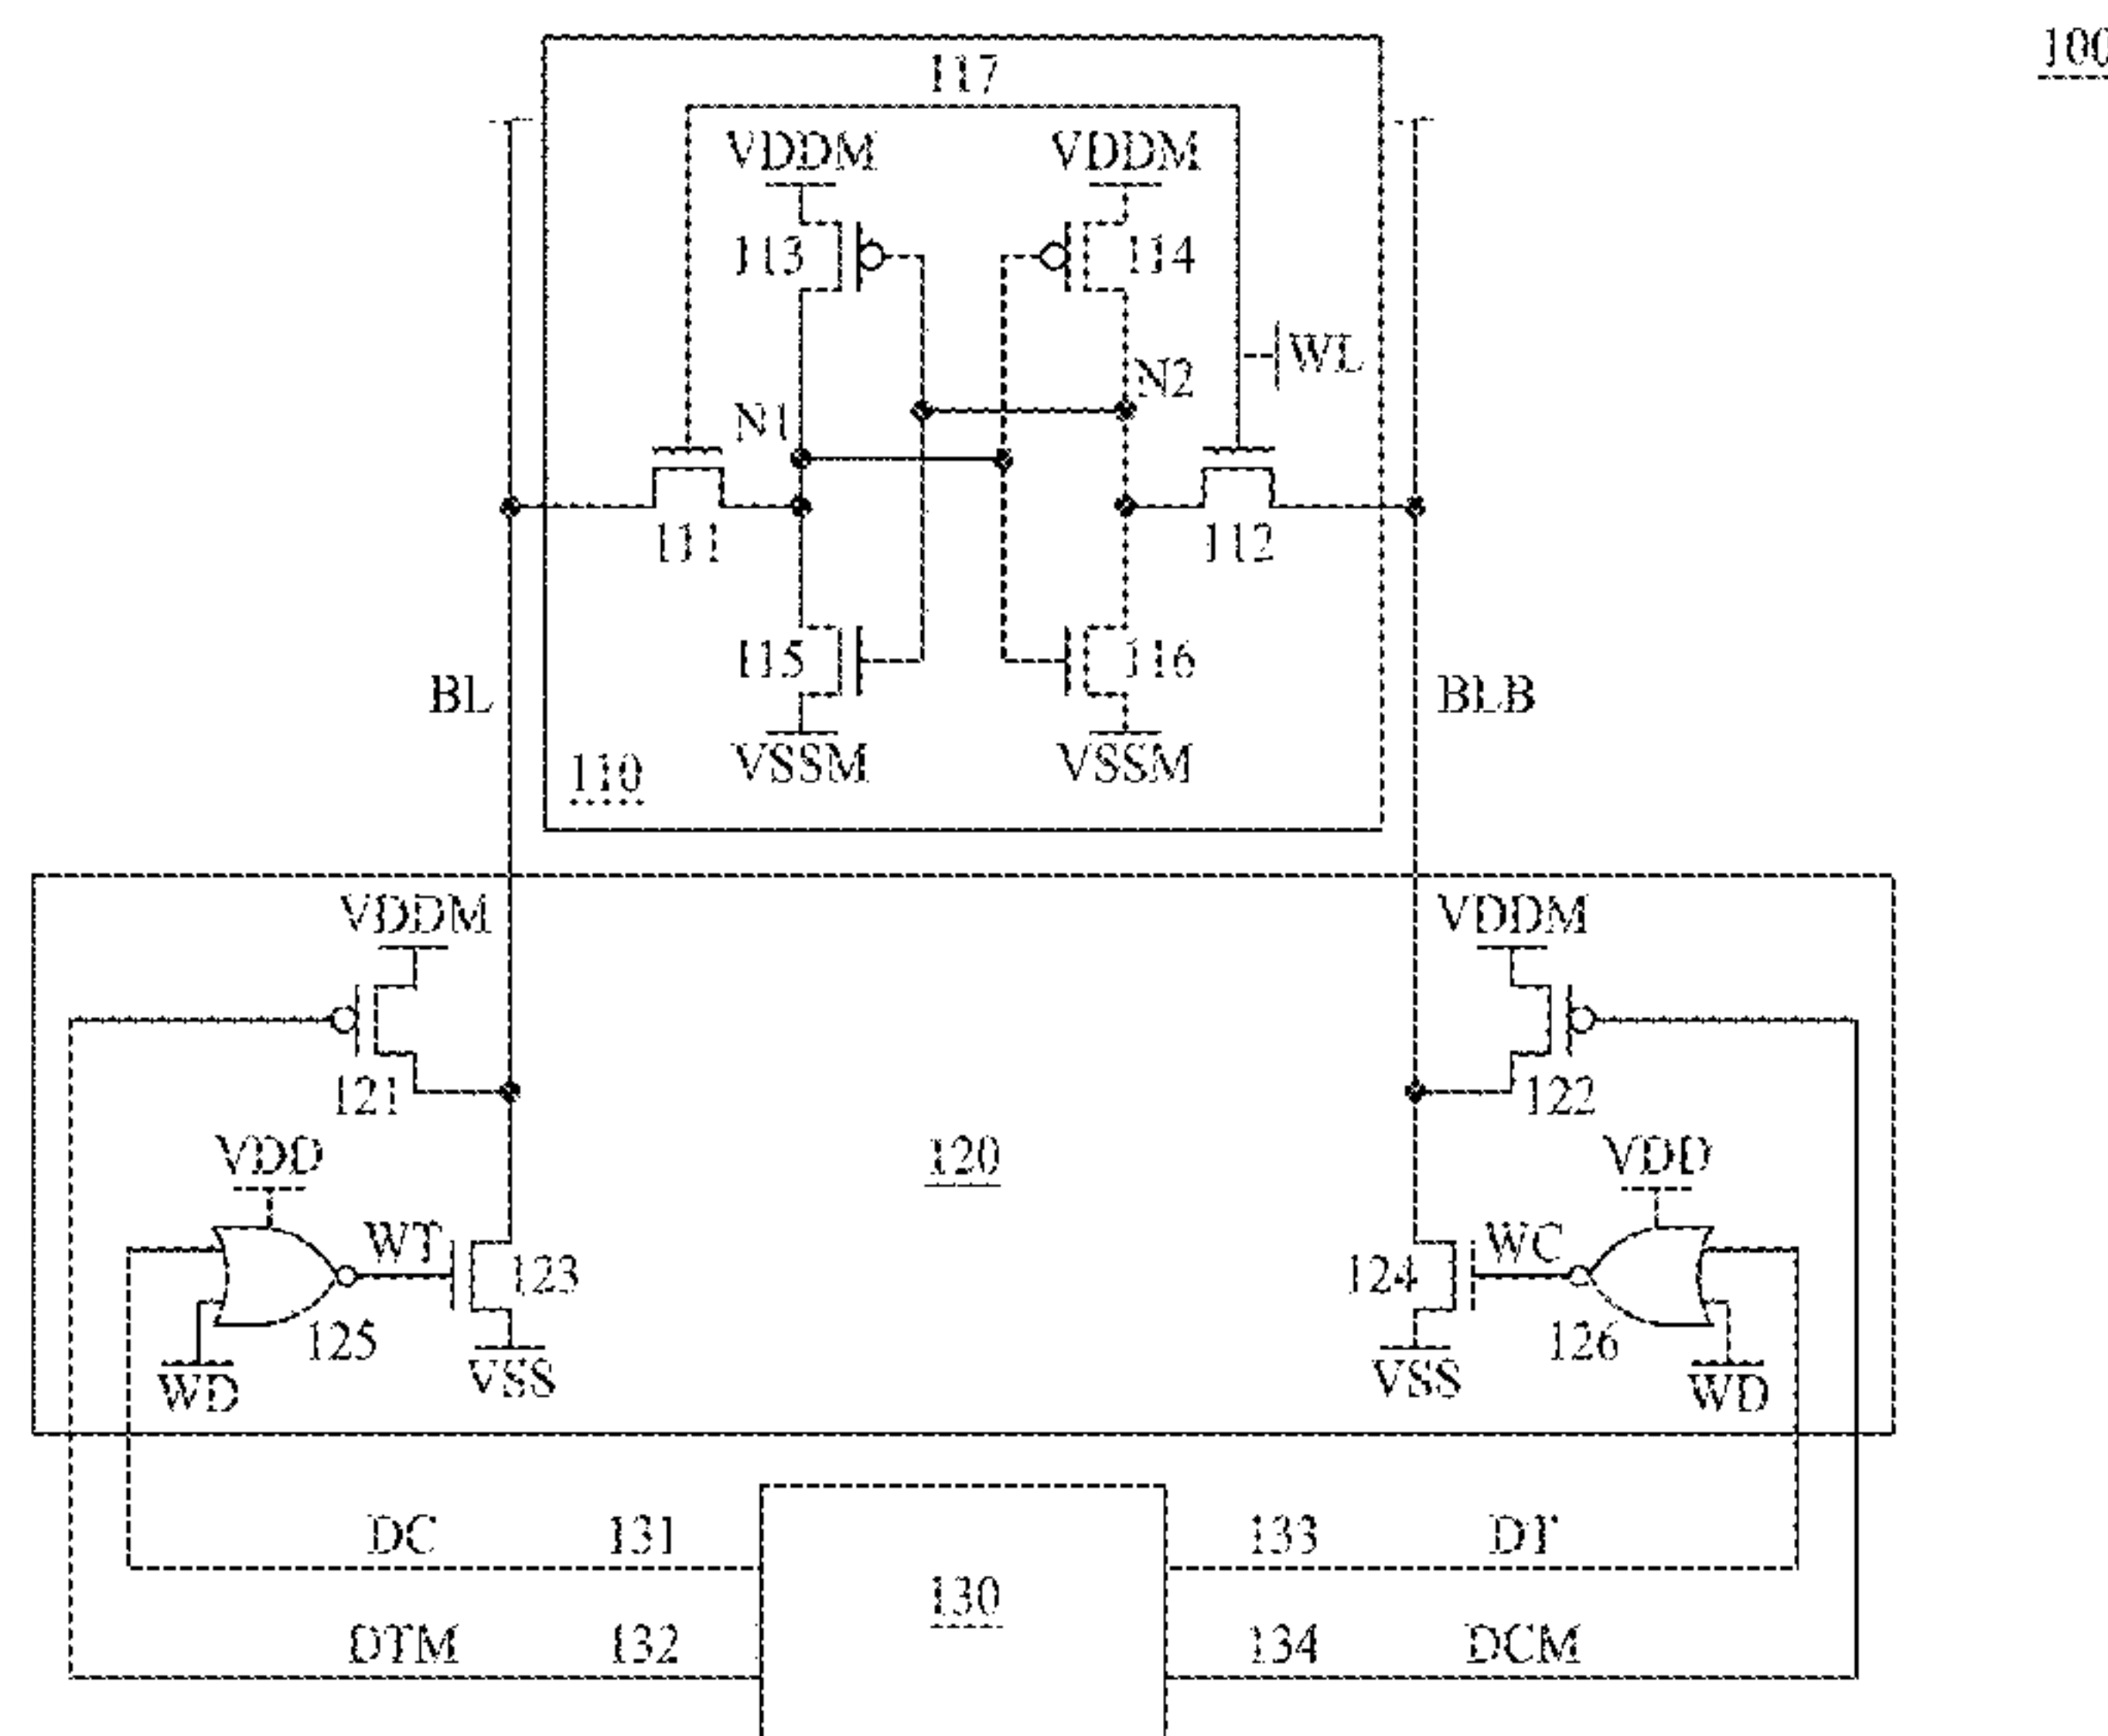 100
117
VDDM VDDM
113 114
WL
N2
N1
111 112
115 116
BL BLB
VSSM VSSM
110
VDDM VDDM
121 122
VDD 120 VDD
WT 123 124 WC
125 126
WD VSS VSS WD
DC 131 133 DT
130
DTM 132 134 DCM